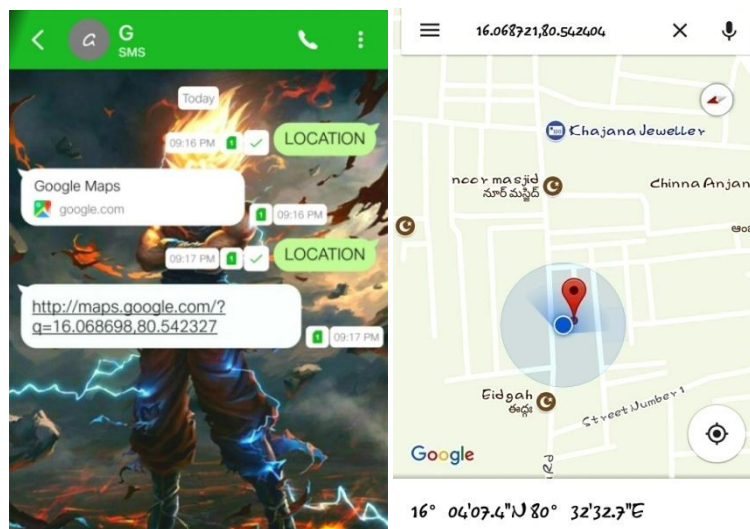 G
SMS
Today
09:16 PM
LOCATION
Google Maps
google.com
09:16 PM
09:17 PM
LOCATION
http://maps.google.com/?
q=16.068698,80.542327
09:17 PM
16.068721,80.542404
Khajana Jeweller
noor masjid
నూర్ మస్జిద్
Chinna Anjan
ఆంజ
Eidgah
ఈద్గః
Street Number 1
Rd
Google
16° 04'07.4"N 80° 32'32.7"E